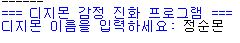 ------
=== 디지몬 감정 진화 프로그램 ===
디지몬 이름을 입력하세요: 정순몬